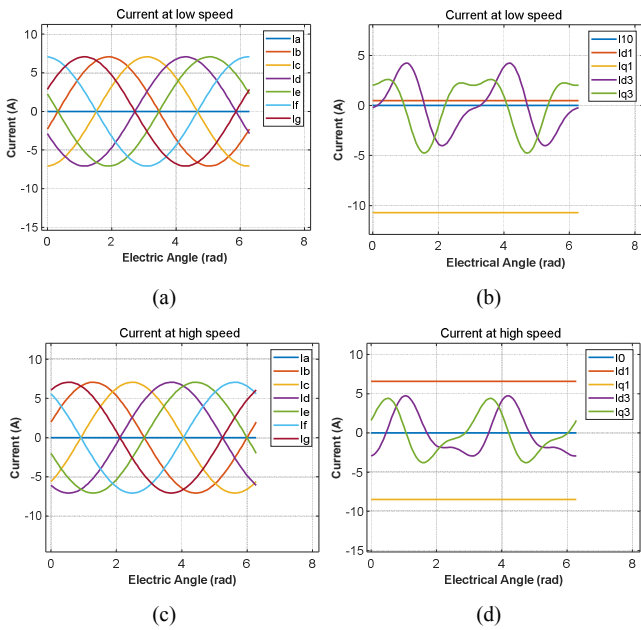 Current at low speed
(a)
10
5
0
-5
-10
-15
Current (A)
0 2 4 6 8
Electric Angle (rad)
Ia
Ib
Ic
Id
Ie
If
Ig
(a)
Current at low speed
5
0
-5
-10
Current (A)
0 2 4 6 8
Electrical Angle (rad)
I10
Id1
Iq1
Id3
Iq3
(b)
Current at high speed
10
5
0
-5
-10
Current (A)
0 2 4 6 8
Electric Angle (rad)
Ia
Ib
Ic
Id
Ie
If
Ig
(c)
Current at high speed
10
5
0
-5
-10
-15
Current (A)
0 2 4 6 8
Electrical Angle (rad)
I0
Id1
Iq1
Id3
Iq3
(d)